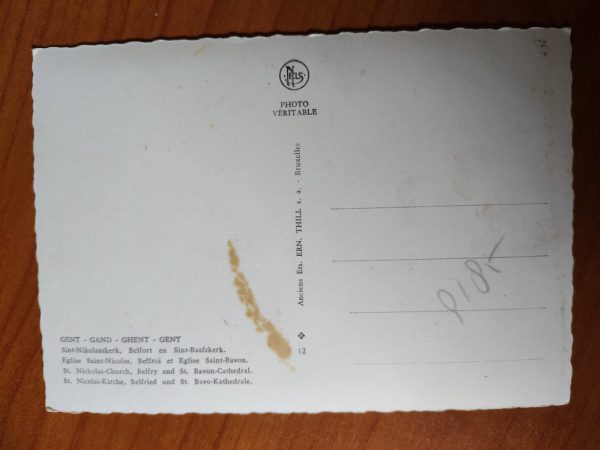 NELS
PHOTO
VÉRITABLE
Anciens Ets. ERN. THILL s. a. - Bruxelles
12
GENT - GAND - GHENT - GENT
Sint-Nikolaaskerk, Belfort en Sint-Baafskerk.
Eglise Saint-Nicolas, Beffroi et Eglise Saint-Bavon.
St. Nicholas-Church, Belfry and St. Bavon-Cathedral.
St. Nicolai-Kirche, Belfried und St. Bavo-Kathedrale.